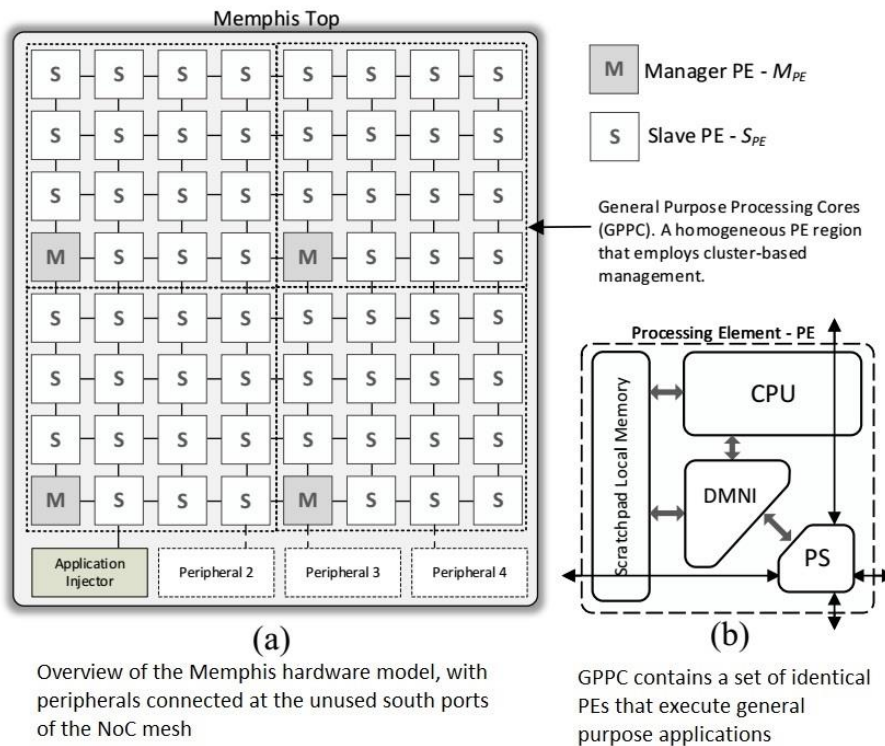 Memphis Top
S S S S S S S S
S S S S S S S S
S S S S S S S S
M S S S M S S S
S S S S S S S S
S S S S S S S S
S S S S S S S S
M S S S M S S S
Application
Injector
Peripheral 2
Peripheral 3
Peripheral 4
(a)
Overview of the Memphis hardware model, with
peripherals connected at the unused south ports
of the NoC mesh
M Manager PE - MPE
S Slave PE - SPE
General Purpose Processing Cores
(GPPC). A homogeneous PE region
that employs cluster-based
management.
Processing Element - PE
Scratchpad Local Memory
CPU
DMNI
PS
(b)
GPPC contains a set of identical
PEs that execute general
purpose applications